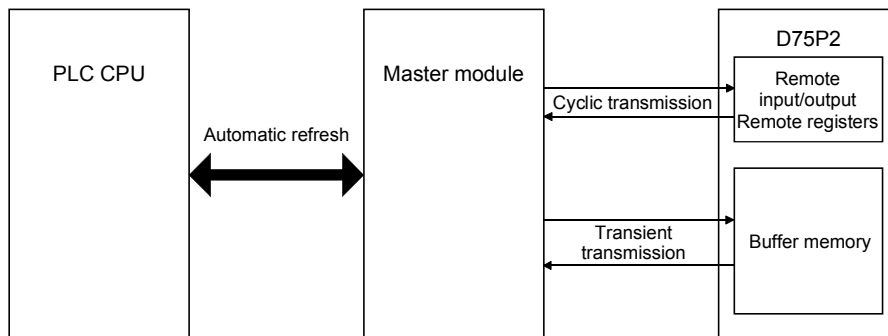 PLC CPU
Automatic refresh
Master module
Cyclic transmission
Transient
transmission
D75P2
Remote
input/output
Remote registers
Buffer memory